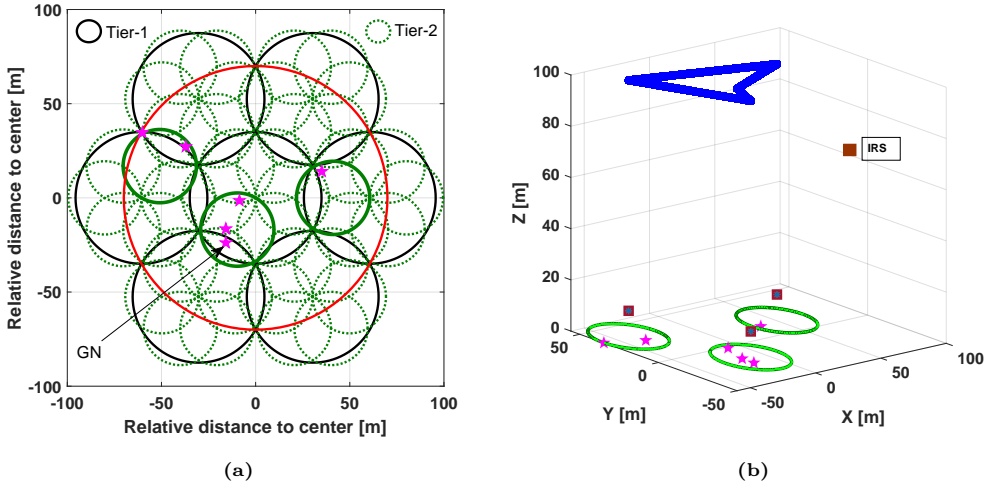 Tier-1
Tier-2
Relative distance to center [m]
100
50
0
-50
-100
GN
-100
-50
0
50
100
Relative distance to center [m]
(a)
Z [m]
100
80
60
40
20
0
IRS
50
0
-50
Y [m]
-50
0
50
100
X [m]
(b)